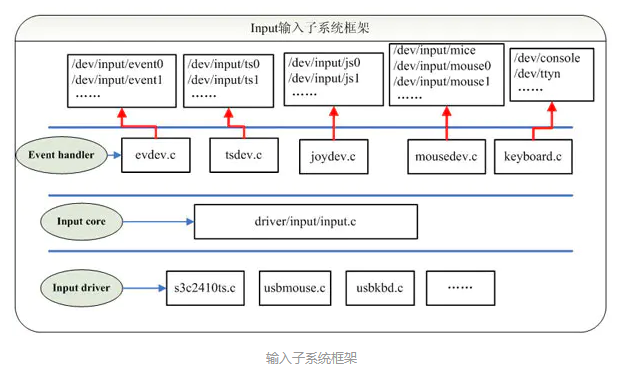 Input输入子系统框架
/dev/input/event0
/dev/input/event1
……
/dev/input/ts0
/dev/input/ts1
……
/dev/input/js0
/dev/input/js1
……
/dev/input/mice
/dev/input/mouse0
/dev/input/mouse1
……
/dev/console
/dev/ttyn
……
Event handler
evdev.c
tsdev.c
joydev.c
mousedev.c
keyboard.c
Input core
driver/input/input.c
Input driver
s3c2410ts.c
usbmouse.c
usbkbd.c
……
输入子系统框架